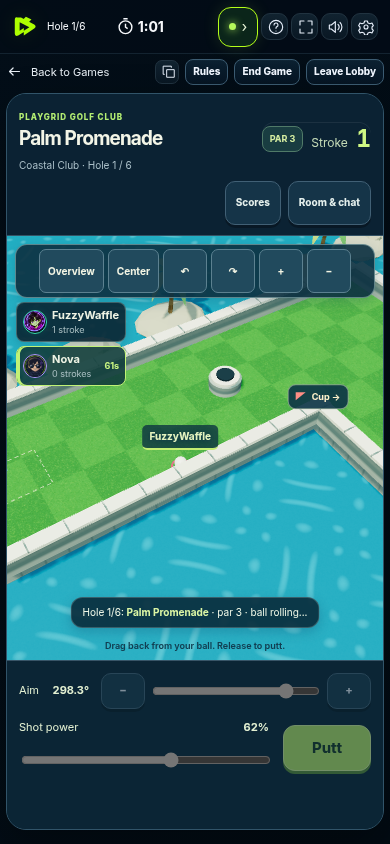 Hole 1/6
1:01
Back to Games
Rules
End Game
Leave Lobby
PLAYGRID GOLF CLUB
Palm Promenade
PAR 3
Stroke 1
Coastal Club · Hole 1 / 6
Scores
Room & chat
Overview
Center
↶
↷
+
−
FuzzyWaffle
1 stroke
Nova
0 strokes
61s
Cup →
FuzzyWaffle
Hole 1/6: Palm Promenade · par 3 · ball rolling...
Drag back from your ball. Release to putt.
Aim 298.3°
−
+
Shot power 62%
Putt